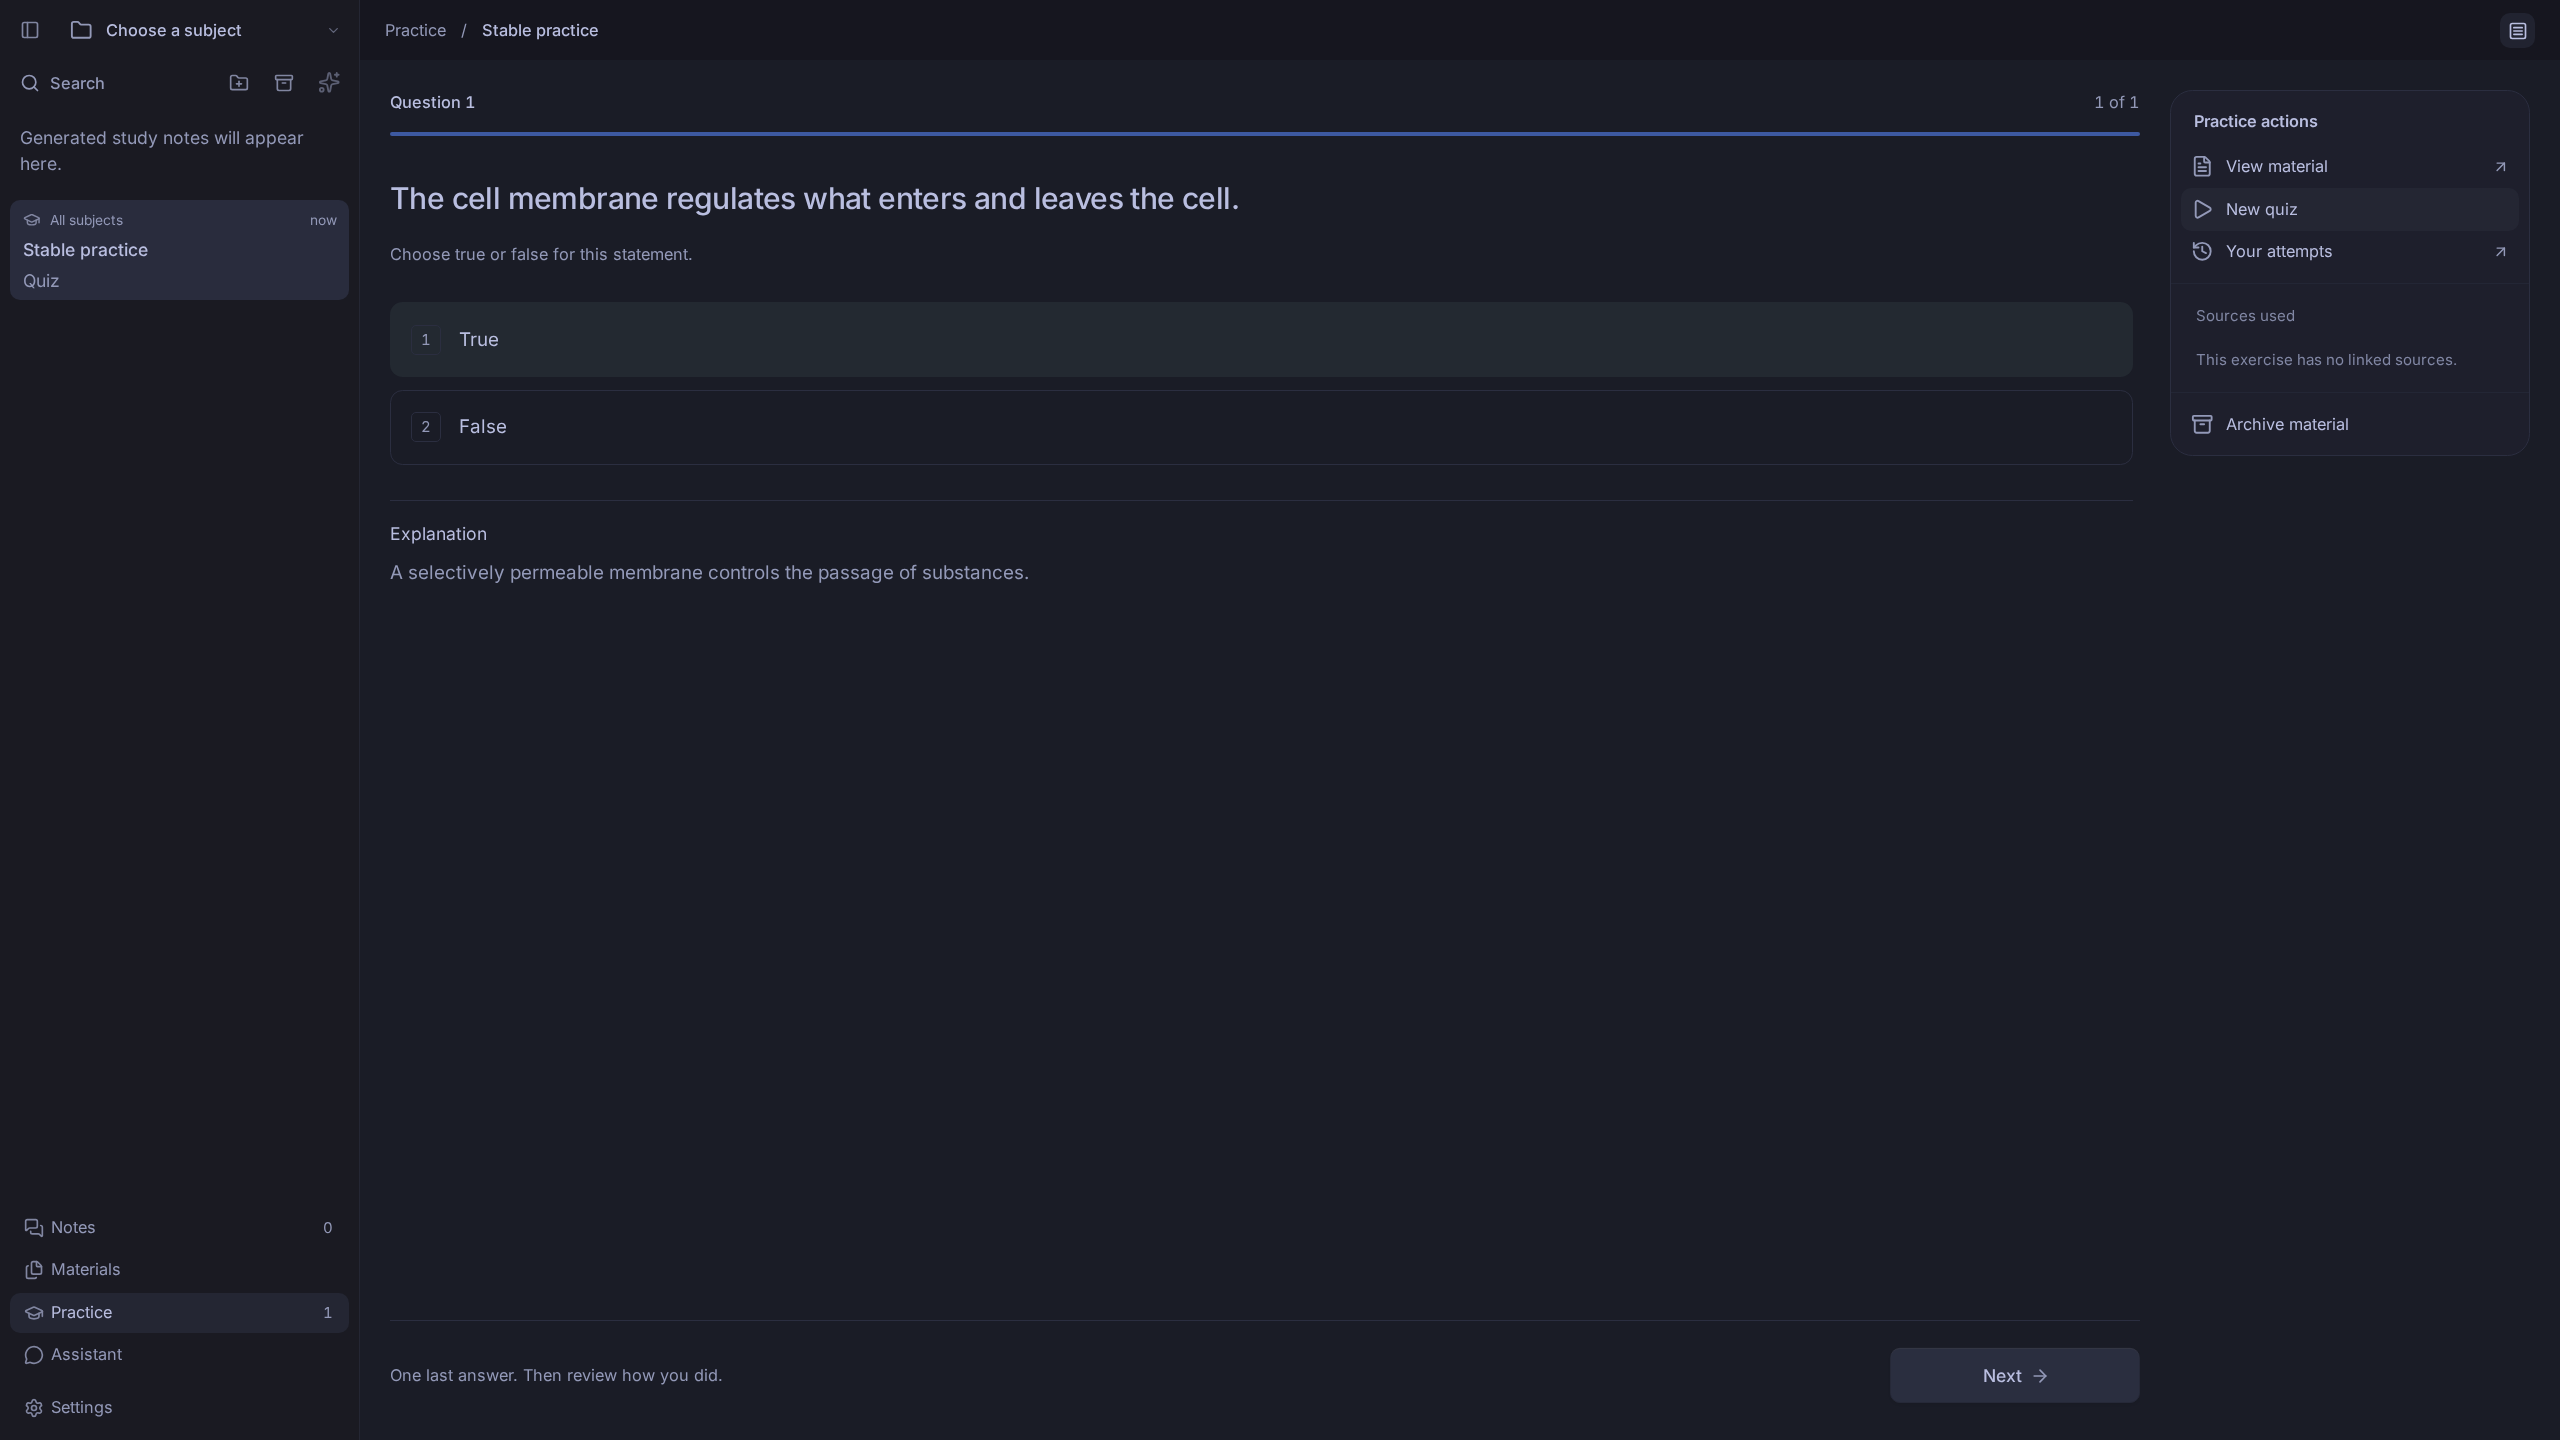 Choose a subject
Search
Generated study notes will appear
here.
All subjects
now
Stable practice
Quiz
Notes
0
Materials
Practice
1
Assistant
Settings
Practice / Stable practice
Question 1
1 of 1
The cell membrane regulates what enters and leaves the cell.
Choose true or false for this statement.
1 True
2 False
Explanation
A selectively permeable membrane controls the passage of substances.
One last answer. Then review how you did.
Next
Practice actions
View material
New quiz
Your attempts
Sources used
This exercise has no linked sources.
Archive material